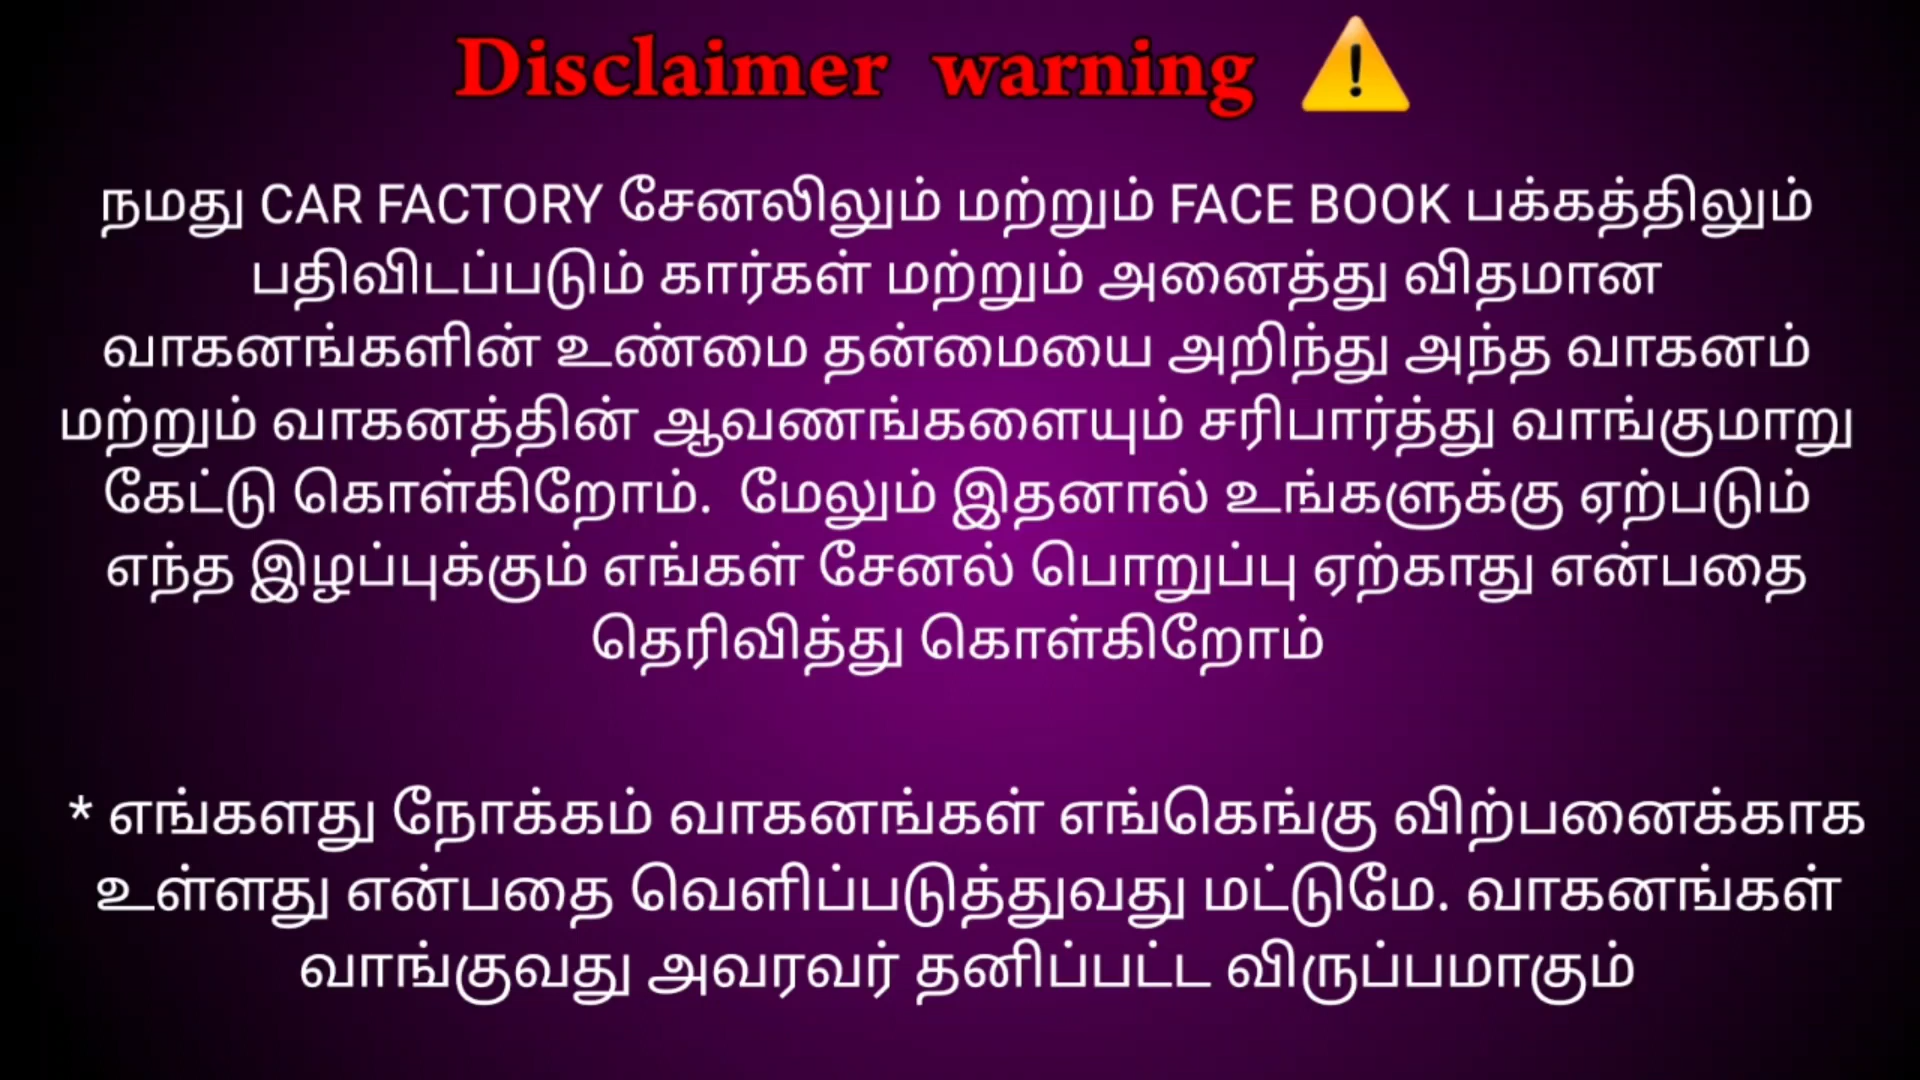 Disclaimer warning ⚠️
நமது CAR FACTORY சேனலிலும் மற்றும் FACE BOOK பக்கத்திலும்
பதிவிடப்படும் கார்கள் மற்றும் அனைத்து விதமான
வாகனங்களின் உண்மை தன்மையை அறிந்து அந்த வாகனம்
மற்றும் வாகனத்தின் ஆவணங்களையும் சரிபார்த்து வாங்குமாறு
கேட்டு கொள்கிறோம். மேலும் இதனால் உங்களுக்கு ஏற்படும்
எந்த இழப்புக்கும் எங்கள் சேனல் பொறுப்பு ஏற்காது என்பதை
தெரிவித்து கொள்கிறோம்
* எங்களது நோக்கம் வாகனங்கள் எங்கெங்கு விற்பனைக்காக
உள்ளது என்பதை வெளிப்படுத்துவது மட்டுமே. வாகனங்கள்
வாங்குவது அவரவர் தனிப்பட்ட விருப்பமாகும்